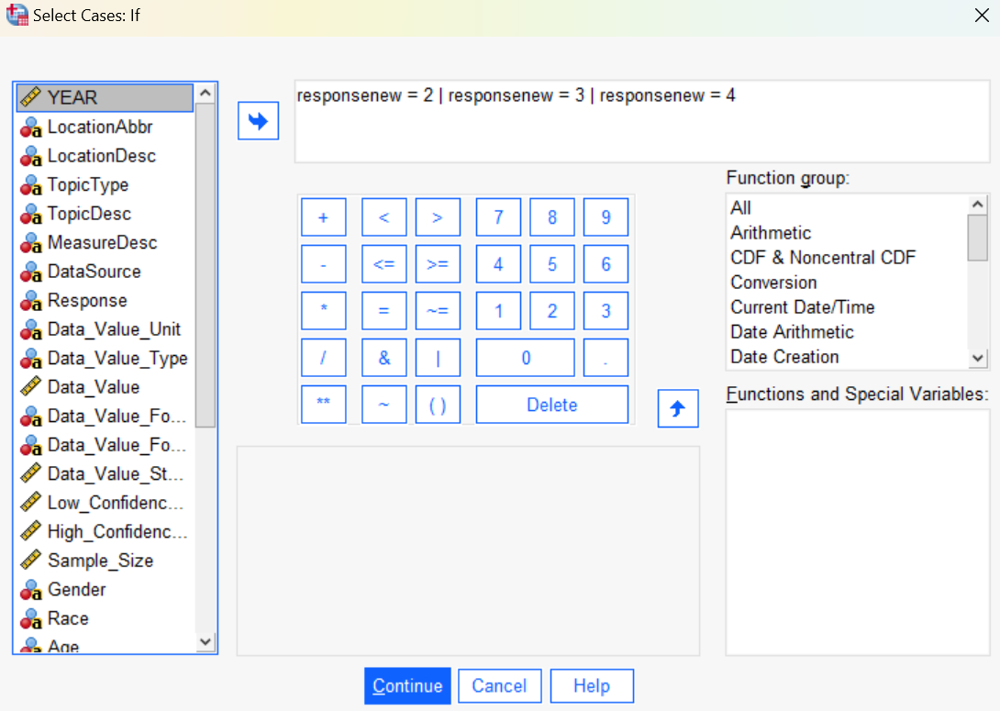 Select Cases: If
YEAR
LocationAbbr
LocationDesc
TopicType
TopicDesc
MeasureDesc
DataSource
Response
Data_Value_Unit
Data_Value_Type
Data_Value
Data_Value_Fo...
Data_Value_Fo...
Data_Value_St...
Low_Confidenc...
High_Confidenc...
Sample_Size
Gender
Race
Age
responsenew = 2 | responsenew = 3 | responsenew = 4
+ < > 7 8 9
- <= >= 4 5 6
* = ~= 1 2 3
/ & | 0 .
** ~ ( ) Delete
Function group:
All
Arithmetic
CDF & Noncentral CDF
Conversion
Current Date/Time
Date Arithmetic
Date Creation
Functions and Special Variables:
Continue Cancel Help